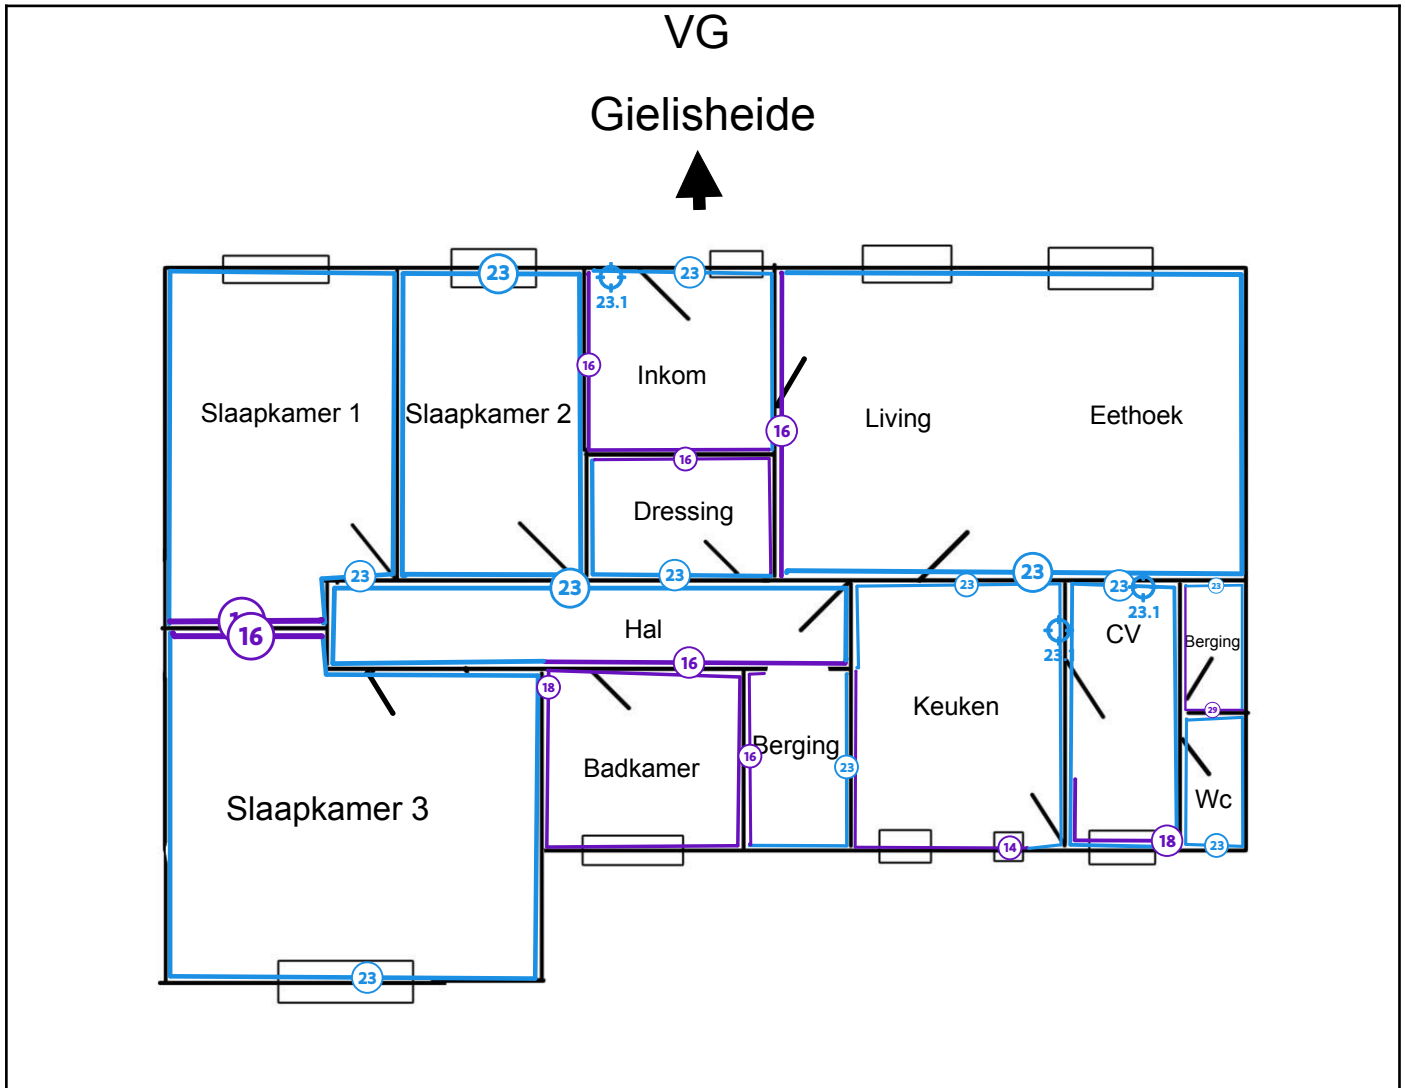 VG
Gielisheide
23
23
23.1
16
Inkom
Slaapkamer 1
Slaapkamer 2
Living
Eethoek
16
16
Dressing
23
23
23
23
23
23
23.1
23
16
Hal
CV
23
Berging
16
18
Keuken
29
Berging
16
23
Badkamer
Wc
Slaapkamer 3
14
18
23
23